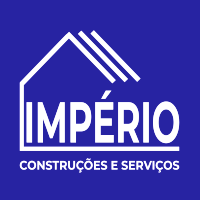 IMPÉRIO
CONSTRUÇÕES E SERVIÇOS